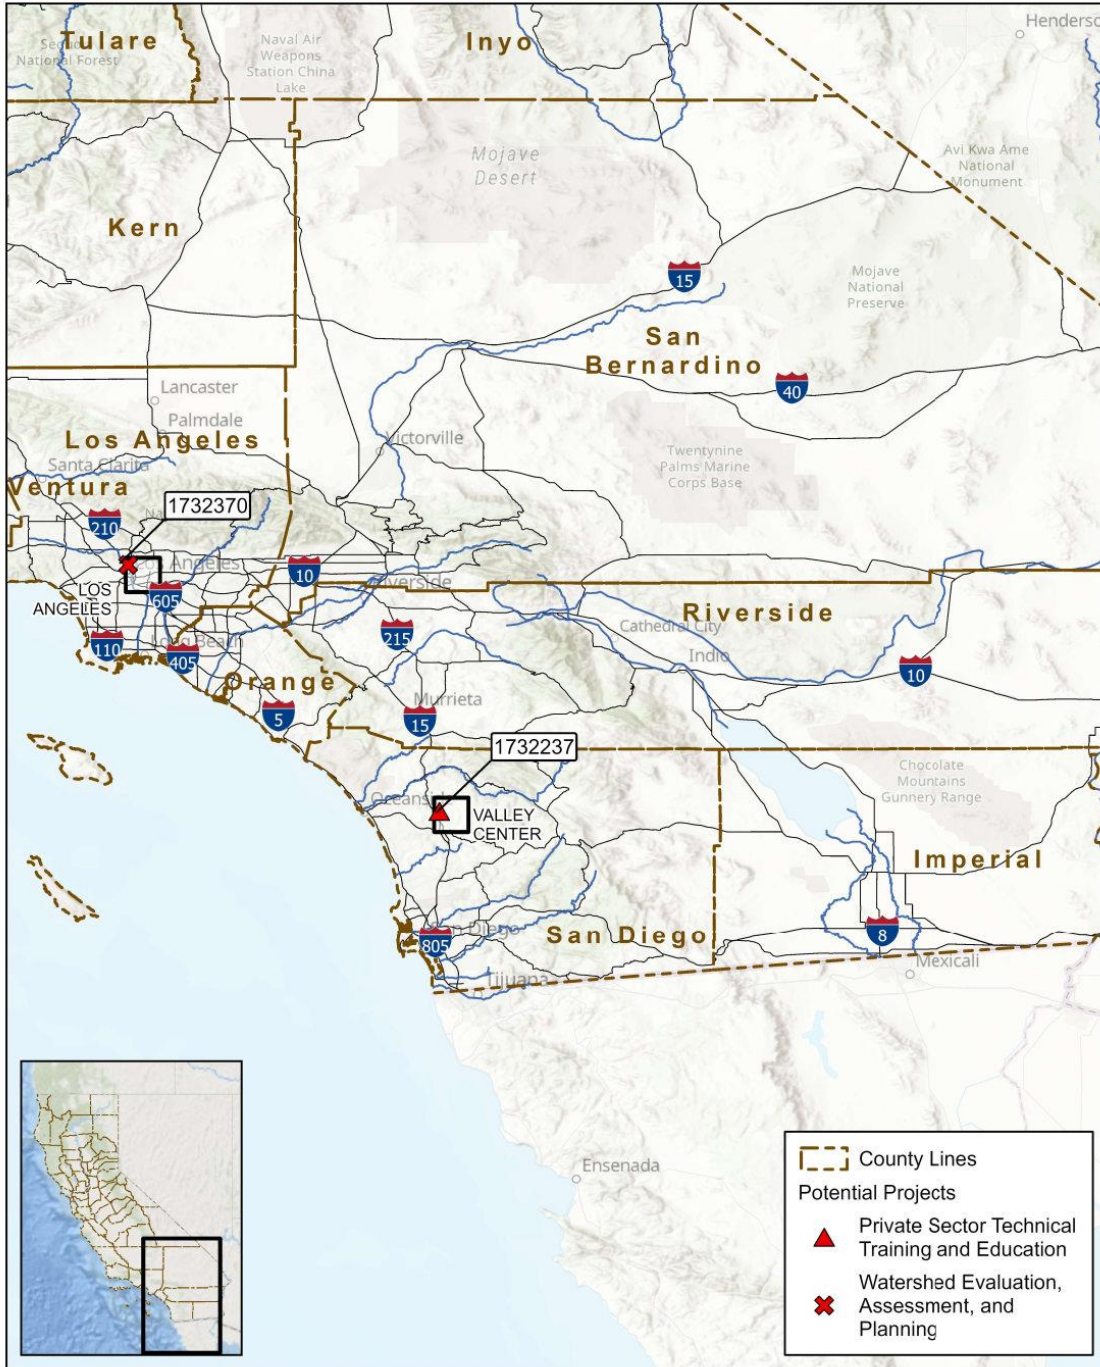 Tulare
Sequoia
National Forest
Naval Air
Weapons
Station China
Lake
Inyo
Henderso
Mojave
Desert
Avi Kwa Ame
National
Monument
Kern
15
Mojave
National
Preserve
San
Bernardino
40
Lancaster
Palmdale
Los Angeles
Victorville
Santa Clarita
Twentynine
Palms Marine
Corps Base
Ventura
1732370
210
Los Angeles
10
Riverside
LOS
ANGELES
605
Riverside
Cathedral City
Indio
110
Long Beach
405
215
10
Orange
Murrieta
5
15
1732237
Chocolate
Mountains
Gunnery Range
Oceanside
VALLEY
CENTER
Imperial
San Diego
805
San Diego
8
Mexicali
Tijuana
Ensenada
County Lines
Potential Projects
Private Sector Technical
Training and Education
Watershed Evaluation,
Assessment, and
Planning